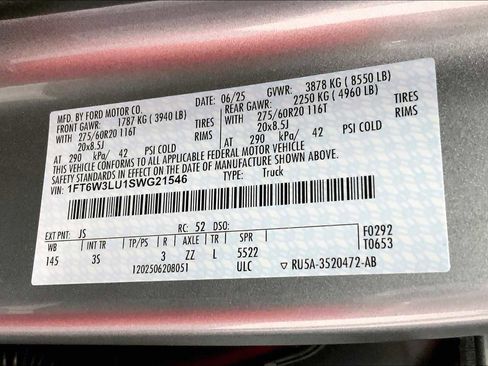 MFD. BY FORD MOTOR CO. DATE: 06/25 GVWR: 3878 KG ( 8550 LB)
FRONT GAWR: 1787 KG ( 3940 LB) REAR GAWR: 2250 KG ( 4960 LB)
WITH 275/60R20 116T TIRES WITH 275/60R20 116T TIRES
20x8.5J RIMS 20x8.5J RIMS
AT 290 kPa/ 42 PSI COLD AT 290 kPa/ 42 PSI COLD
THIS VEHICLE CONFORMS TO ALL APPLICABLE FEDERAL MOTOR VEHICLE
SAFETY STANDARDS IN EFFECT ON THE DATE OF MANUFACTURE SHOWN ABOVE.
VIN: 1FT6W3LU1SWG21546 TYPE: Truck
EXT PNT: JS RC: 52 DSO: F0292
WB INT TR TP/PS R AXLE TR SPR T0653
145 3S 3 ZZ L 5522
1202506208051 ULC ▽ RU5A-3520472-AB